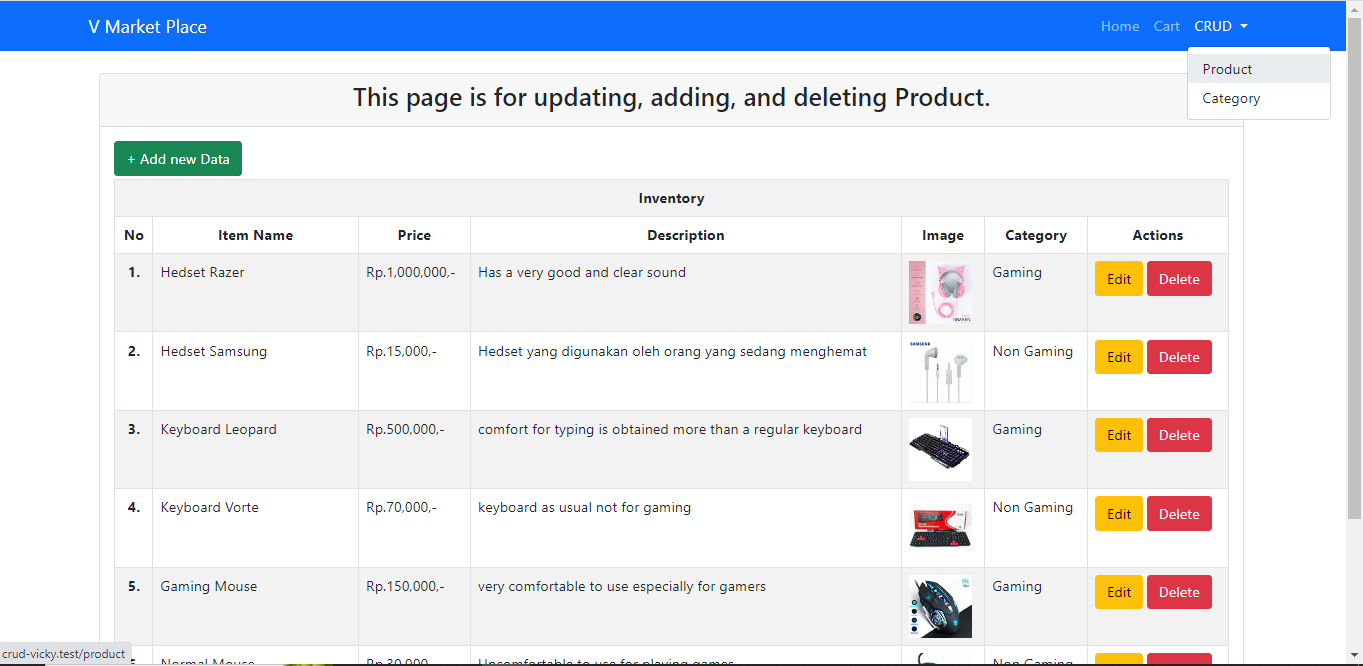 V Market Place
Home Cart CRUD
Product
Category
This page is for updating, adding, and deleting Product.
+ Add new Data
Inventory
No Item Name Price Description Image Category Actions
1. Hedset Razer Rp.1,000,000,- Has a very good and clear sound Gaming Edit Delete
KRAKEN
2. Hedset Samsung Rp.15,000,- Hedset yang digunakan oleh orang yang sedang menghemat SAMSUNG Non Gaming Edit Delete
3. Keyboard Leopard Rp.500,000,- comfort for typing is obtained more than a regular keyboard Gaming Edit Delete
4. Keyboard Vorte Rp.70,000,- keyboard as usual not for gaming Non Gaming Edit Delete
5. Gaming Mouse Rp.150,000,- very comfortable to use especially for gamers Gaming Edit Delete
Normal Mouse Rp.30,000,- Uncomfortable to use for playing games Non Gaming
crud-vicky.test/product